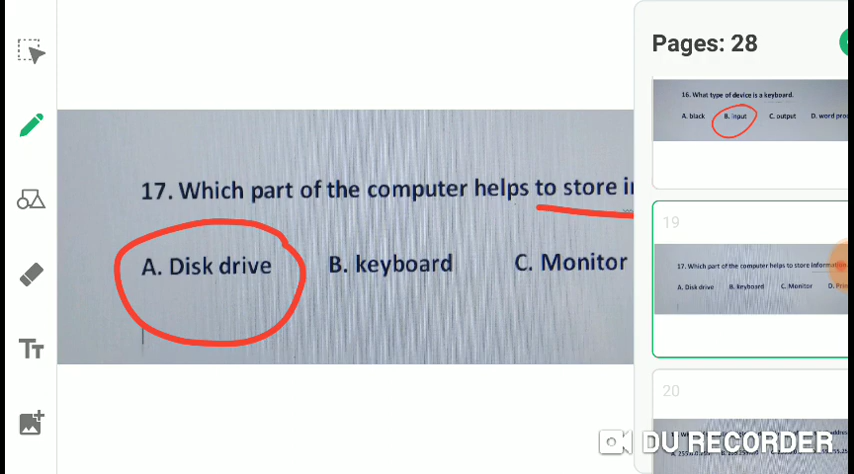 Pages: 28
16. What type of device is a keyboard.
A. black B. input C. output D. word
17. Which part of the computer helps to store
A. Disk drive B. keyboard C. Monitor
19
17. Which part of the computer helps to store
A. Disk drive B. keyboard C. Monitor D.
20
DU RECORDER
TT